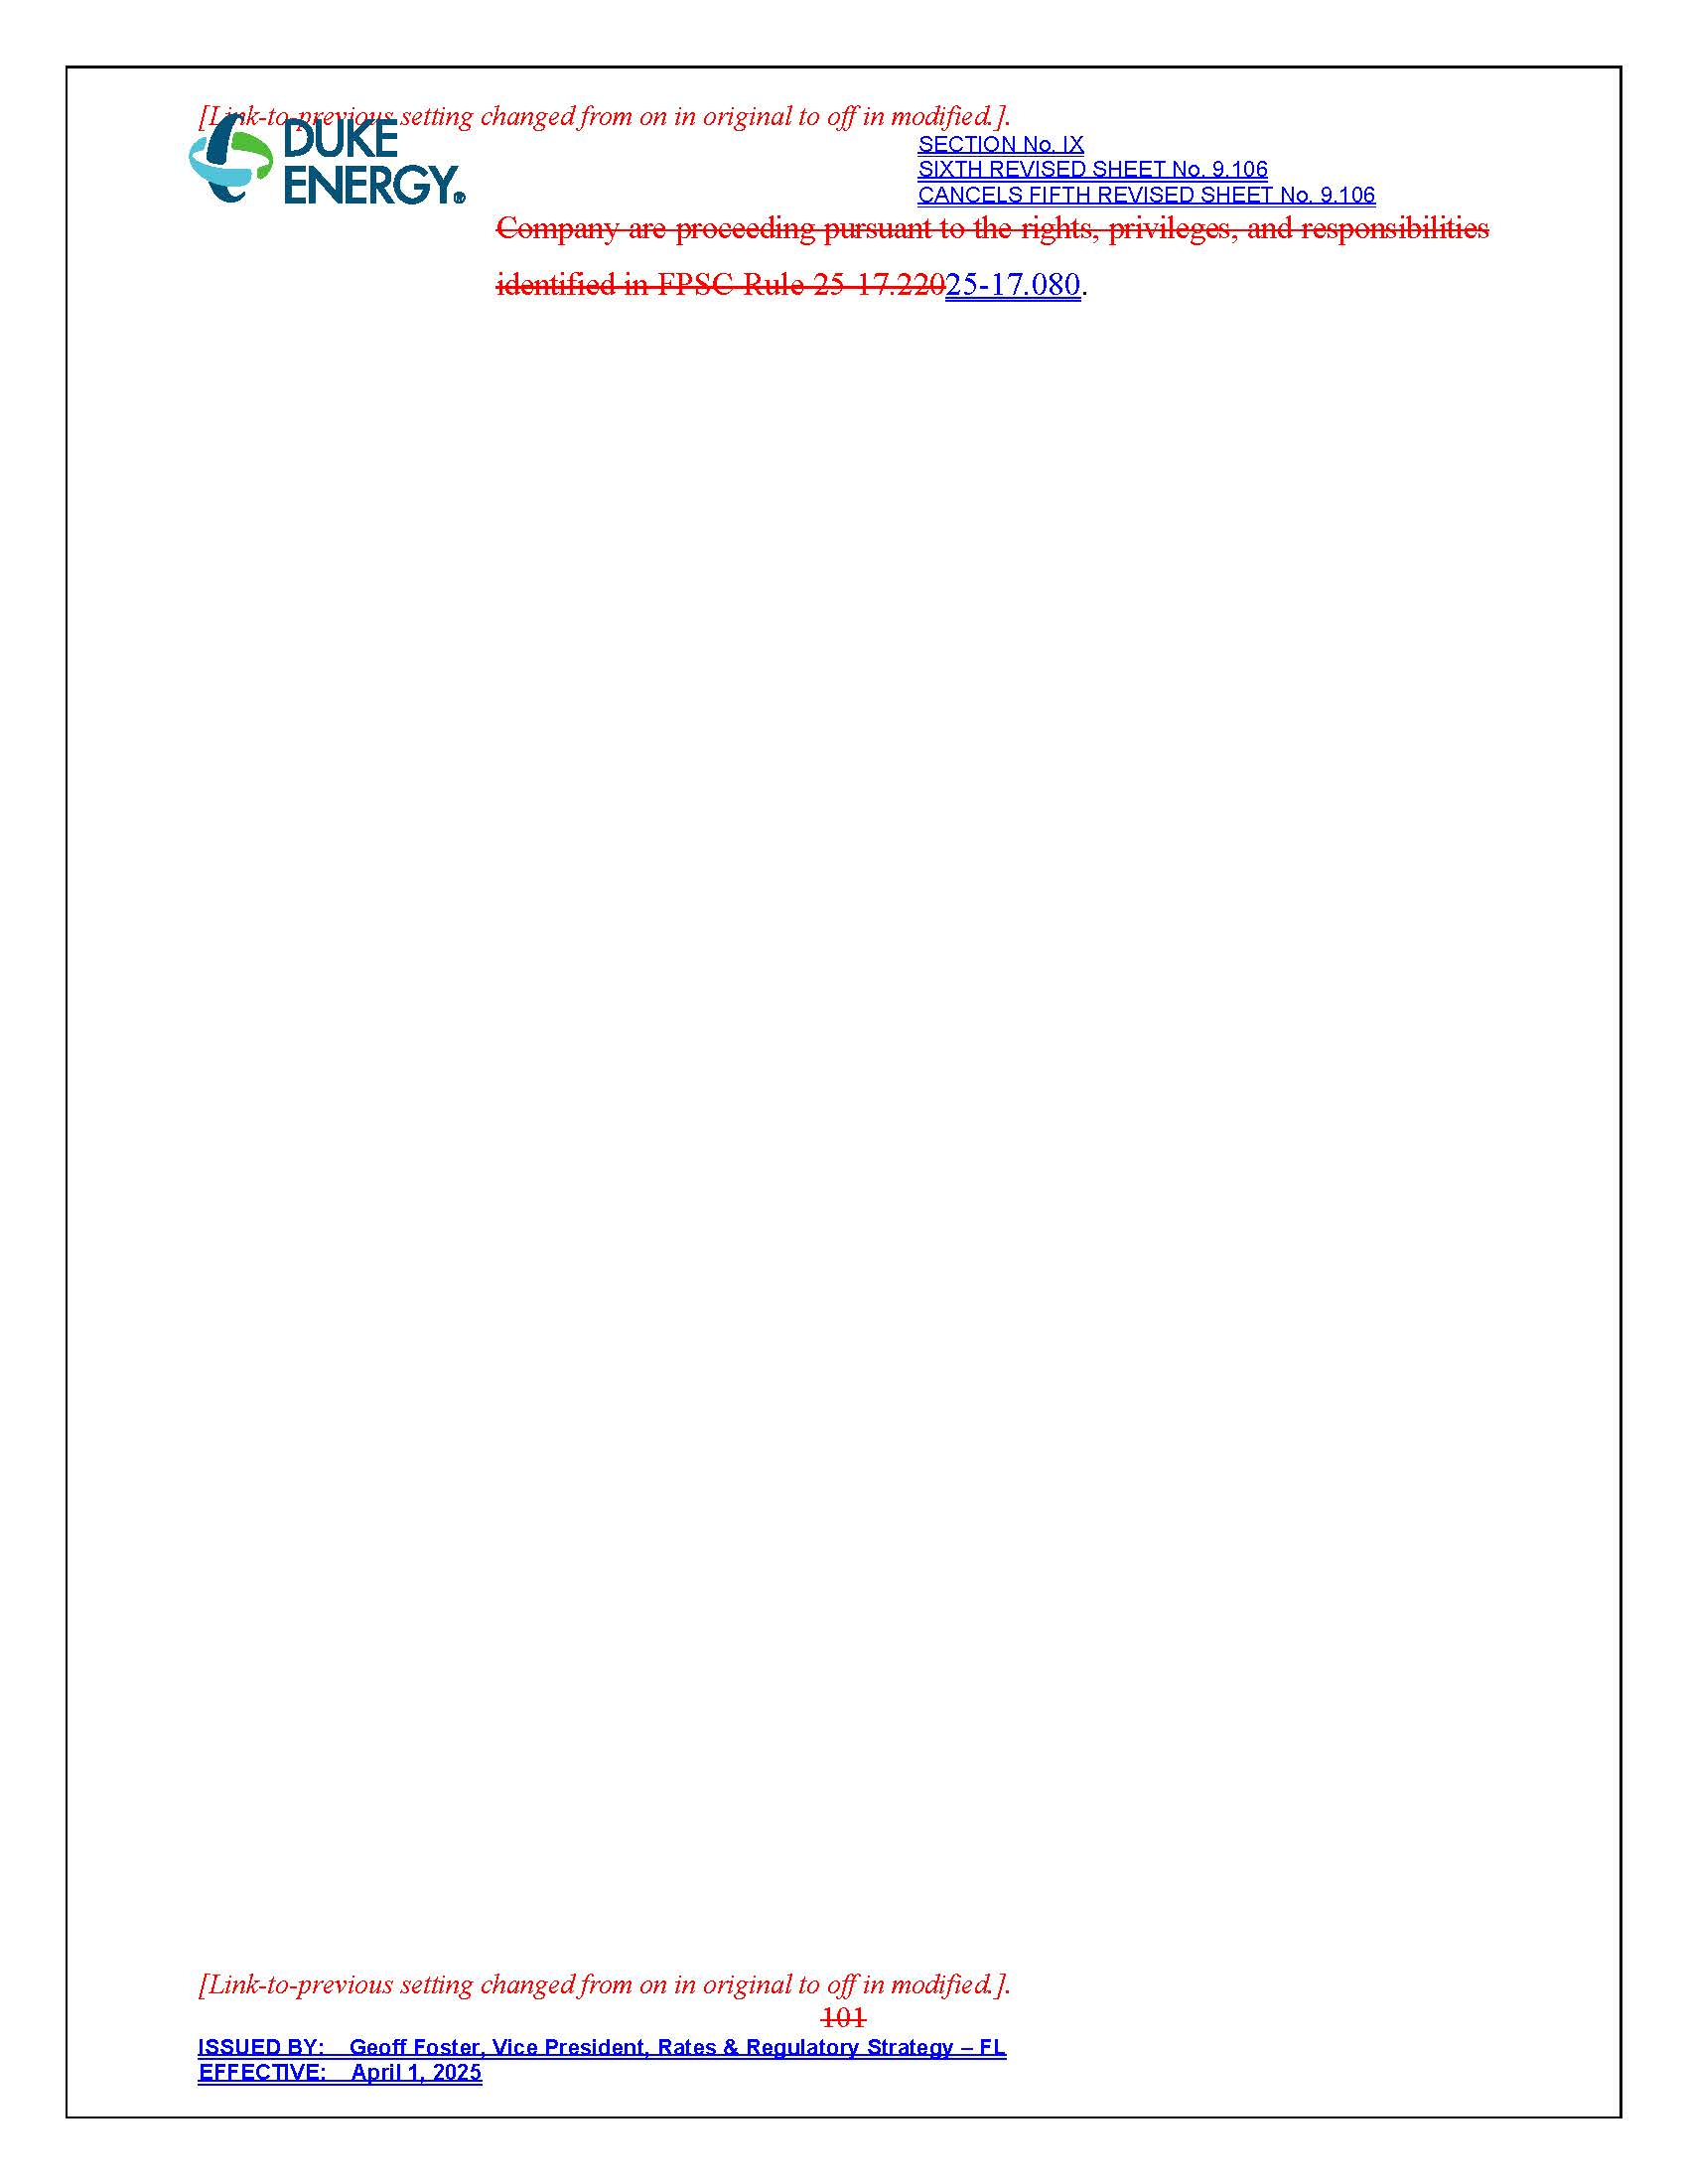 [Link-to-previous setting changed from on in original to off in modified.].
DUKE
ENERGY®
SECTION No. IX
SIXTH REVISED SHEET No. 9.106
CANCELS FIFTH REVISED SHEET No. 9.106
Company are proceeding pursuant to the rights, privileges, and responsibilities
identified in FPSC Rule 25-17.22025-17.080.
[Link-to-previous setting changed from on in original to off in modified.].
101
ISSUED BY: Geoff Foster, Vice President, Rates & Regulatory Strategy – FL
EFFECTIVE: April 1, 2025